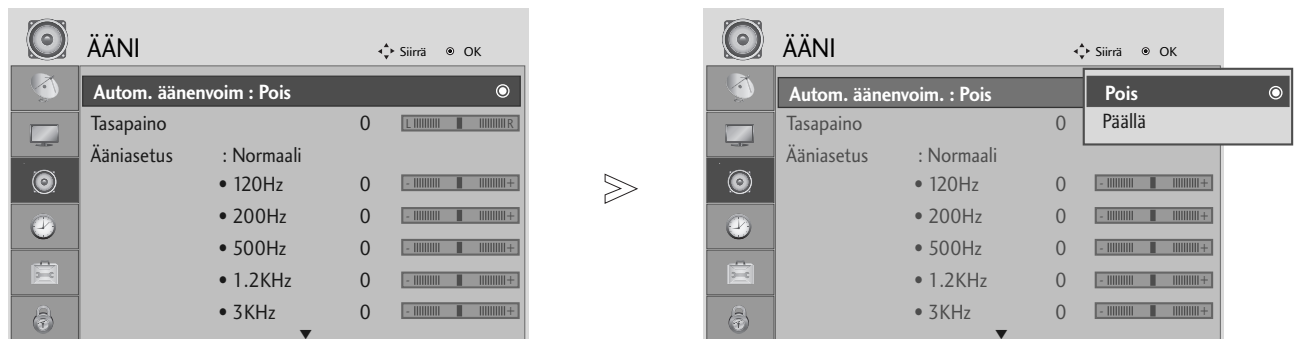 ÄÄNI Siirrä OK
Autom. äänenvoim : Pois
Tasapaino 0 L R
Ääniasetus : Normaali
• 120Hz 0 - +
• 200Hz 0 - +
• 500Hz 0 - +
• 1.2KHz 0 - +
• 3KHz 0 - +
ÄÄNI Siirrä OK
Autom. äänenvoim. : Pois
Pois
Päällä
Tasapaino 0
Ääniasetus : Normaali
• 120Hz 0 - +
• 200Hz 0 - +
• 500Hz 0 - +
• 1.2KHz 0 - +
• 3KHz 0 - +